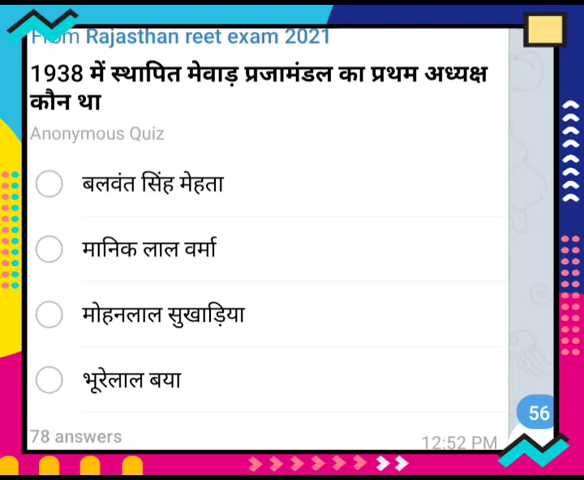 From Rajasthan reet exam 2021
1938 में स्थापित मेवाड़ प्रजामंडल का प्रथम अध्यक्ष
कौन था
Anonymous Quiz
बलवंत सिंह मेहता
मानिक लाल वर्मा
मोहनलाल सुखाड़िया
भूरेलाल बया
56
78 answers
12:52 PM